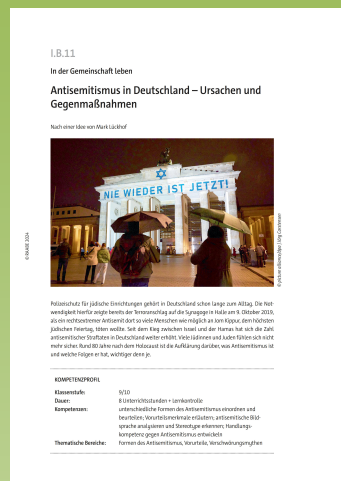 I.B.11
In der Gemeinschaft leben
Antisemitismus in Deutschland – Ursachen und
Gegenmaßnahmen
Nach einer Idee von Mark Lückhof
NIE WIEDER IST JETZT!
© RAABE 2024
© picture alliance/dpa | Jörg Carstensen
Polizeischutz für jüdische Einrichtungen gehört in Deutschland schon lange zum Alltag. Die Not-
wendigkeit hierfür zeigte bereits der Terroranschlag auf die Synagoge in Halle am 9. Oktober 2019,
als ein rechtsextremer Antisemit dort so viele Menschen wie möglich an Jom Kippur, dem höchsten
jüdischen Feiertag, töten wollte. Seit dem Krieg zwischen Israel und der Hamas hat sich die Zahl
antisemitischer Straftaten in Deutschland weiter erhöht. Viele Jüdinnen und Juden fühlen sich nicht
mehr sicher. Rund 80 Jahre nach dem Holocaust ist die Aufklärung darüber, was Antisemitismus ist
und welche Folgen er hat, wichtiger denn je.
KOMPETENZPROFIL
Klassenstufe: 9/10
Dauer: 8 Unterrichtsstunden + Lernkontrolle
Kompetenzen: unterschiedliche Formen des Antisemitismus einordnen und
beurteilen; Vorurteilsmerkmale erläutern; antisemitische Bild-
sprache analysieren und Stereotype erkennen; Handlungs-
kompetenz gegen Antisemitismus entwickeln
Thematische Bereiche: Formen des Antisemitismus, Vorurteile, Verschwörungsmythen